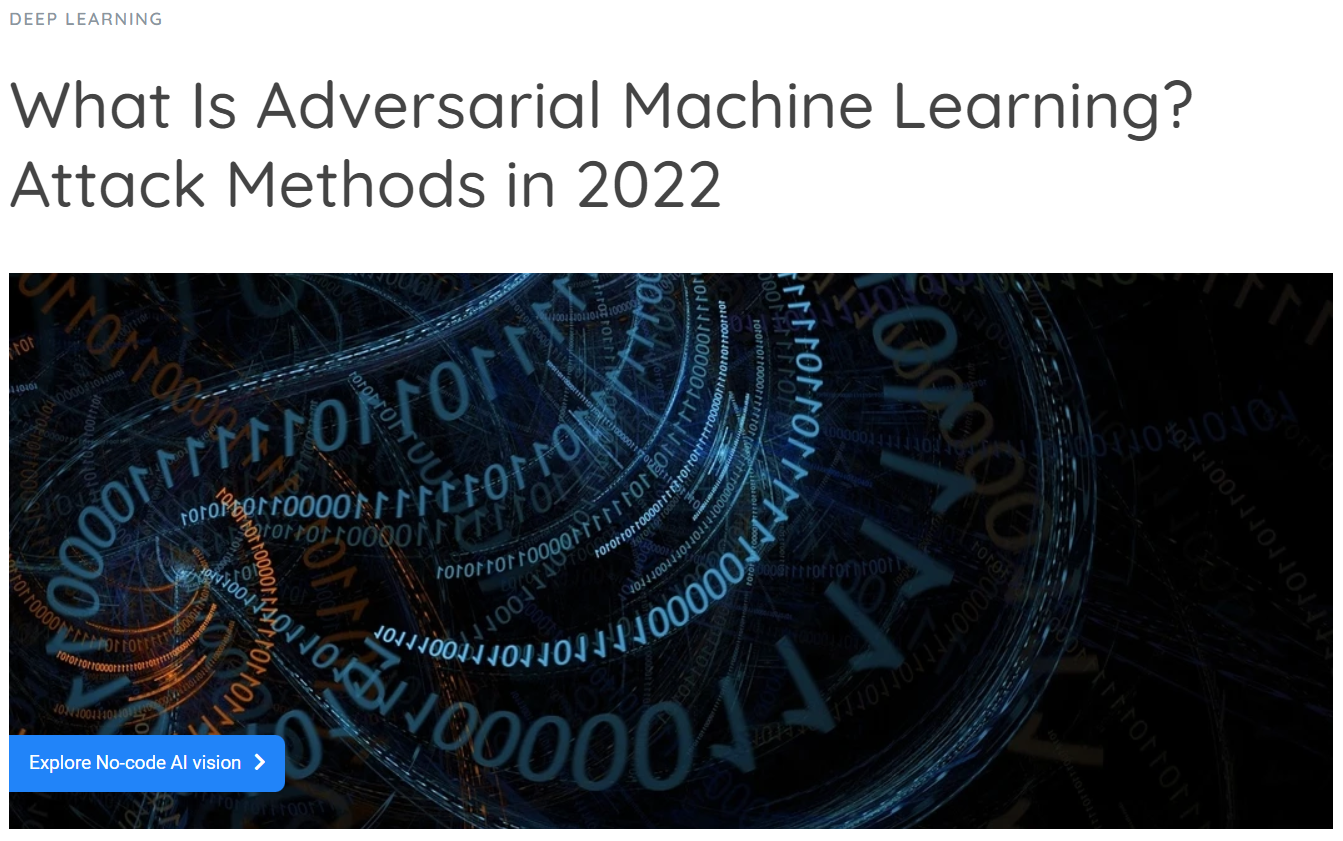 DEEP LEARNING
What Is Adversarial Machine Learning?
Attack Methods in 2022
Explore No-code AI vision